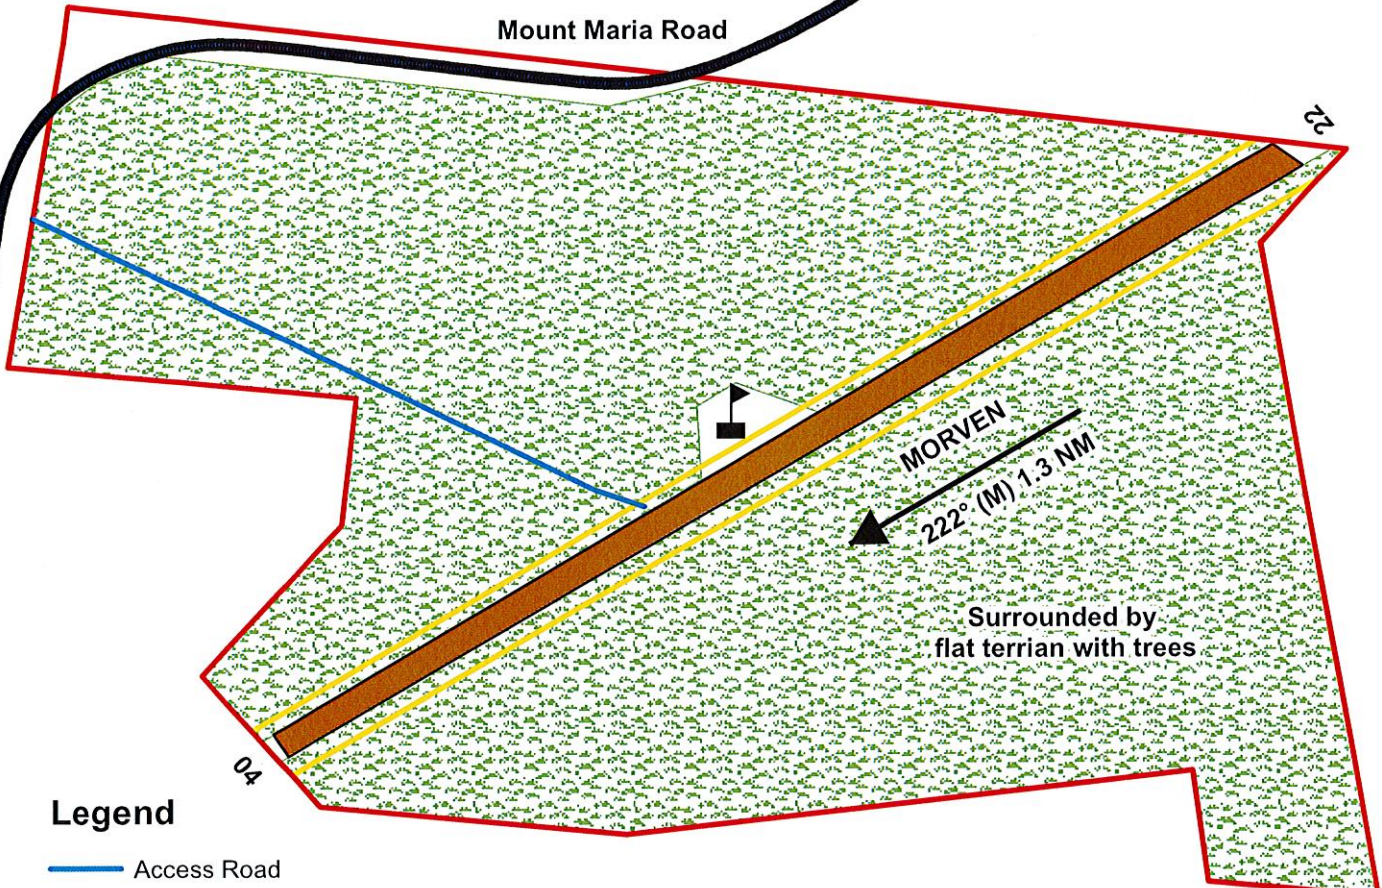 Mount Maria Road
22
MORVEN
222° (M) 1.3 NM
Surrounded by
flat terrian with trees
04
Legend
Access Road